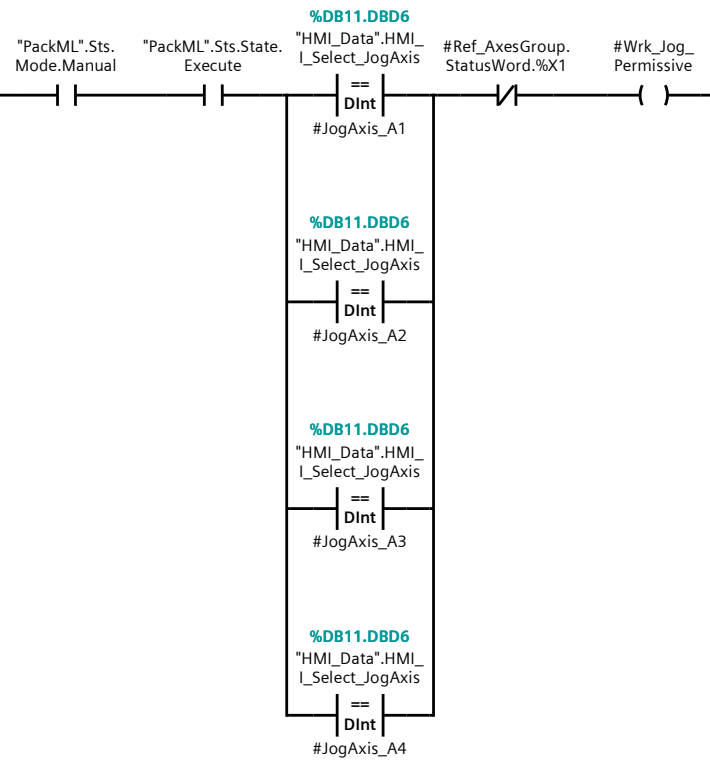 "PackML".Sts.
Mode.Manual
"PackML".Sts.State.
Execute
%DB11.DBD6
"HMI_Data".HMI_
I_Select_JogAxis
==
DInt
#JogAxis_A1
#Ref_AxesGroup.
StatusWord.%X1
#Wrk_Jog_
Permissive
%DB11.DBD6
"HMI_Data".HMI_
I_Select_JogAxis
==
DInt
#JogAxis_A2
%DB11.DBD6
"HMI_Data".HMI_
I_Select_JogAxis
==
DInt
#JogAxis_A3
%DB11.DBD6
"HMI_Data".HMI_
I_Select_JogAxis
==
DInt
#JogAxis_A4